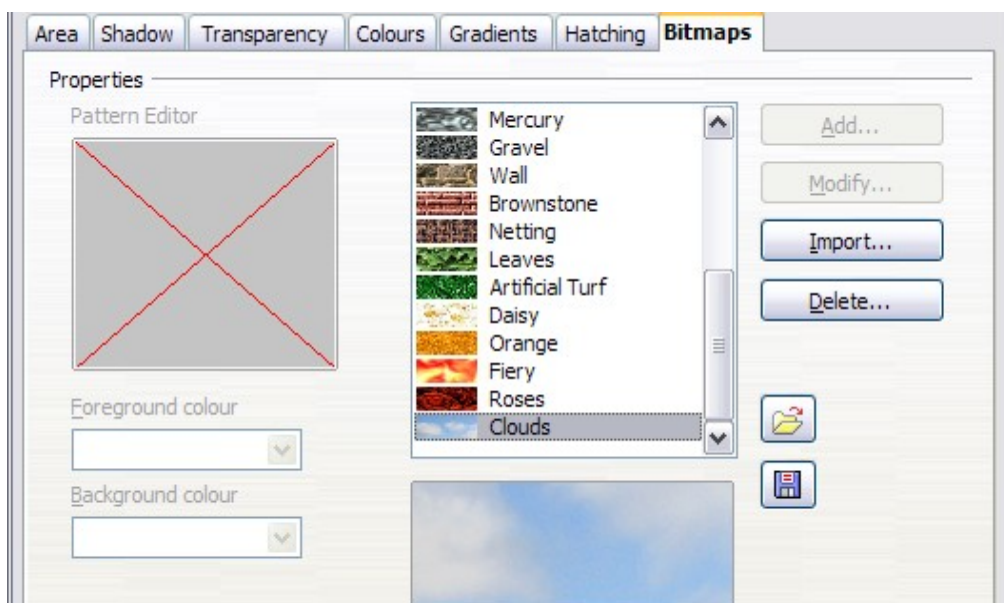 Area Shadow Transparency Colours Gradients Hatching Bitmaps
Properties
Pattern Editor
Mercury
Gravel
Wall
Brownstone
Netting
Leaves
Artificial Turf
Daisy
Orange
Fiery
Roses
Clouds
Add...
Modify...
Import...
Delete...
Foreground colour
Background colour